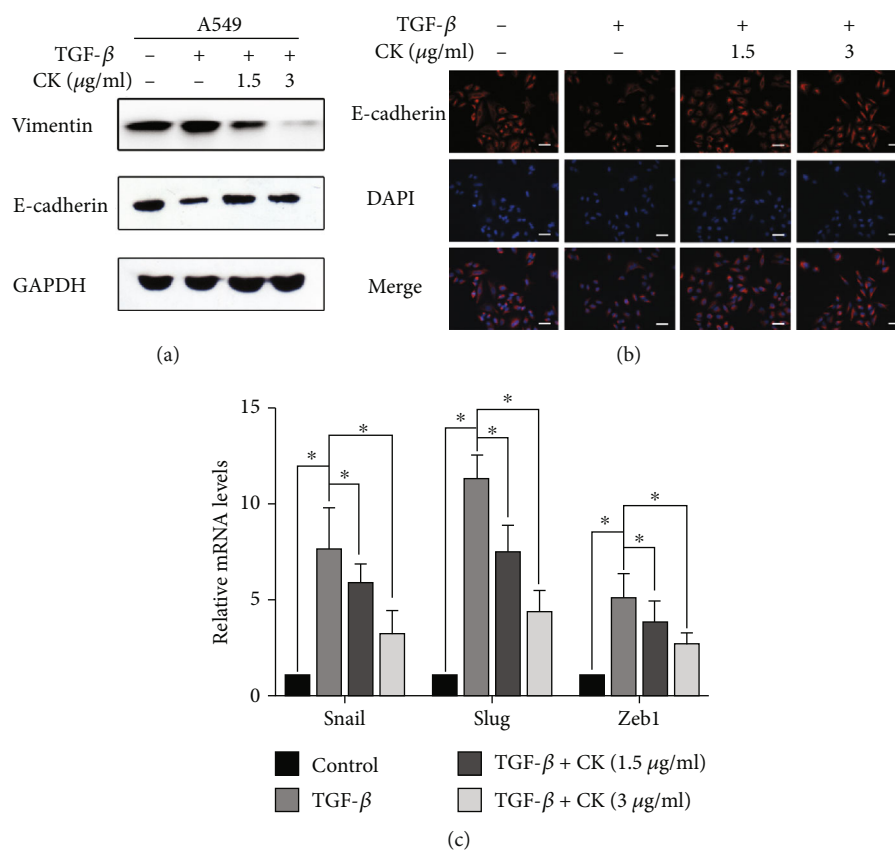 A549
TGF-β – + + +
CK (μg/ml) – – 1.5 3
Vimentin
E-cadherin
GAPDH
(a)
TGF-β – + + +
CK (μg/ml) – – 1.5 3
E-cadherin
DAPI
Merge
(b)
15
10
5
0
Relative mRNA levels
* * *
* * *
* * *
Snail Slug Zeb1
Control
TGF-β
TGF-β + CK (1.5 μg/ml)
TGF-β + CK (3 μg/ml)
(c)